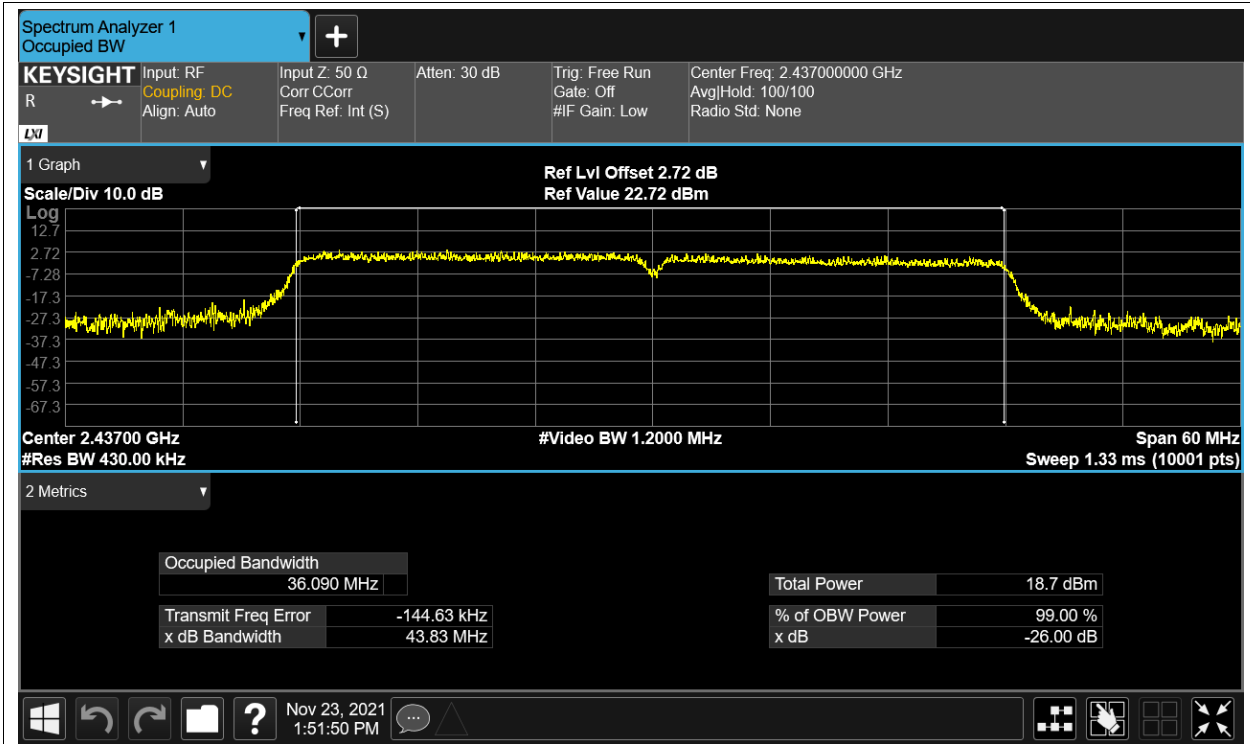 Spectrum Analyzer 1
Occupied BW
KEYSIGHT
R
LXI
Input: RF
Coupling: DC
Align: Auto
Input Z: 50 Ω
Corr CCorr
Freq Ref: Int (S)
Atten: 30 dB
Trig: Free Run
Gate: Off
#IF Gain: Low
Center Freq: 2.437000000 GHz
Avg|Hold: 100/100
Radio Std: None
1 Graph
Scale/Div 10.0 dB
Ref Lvl Offset 2.72 dB
Ref Value 22.72 dBm
Log
12.7
2.72
-7.28
-17.3
-27.3
-37.3
-47.3
-57.3
-67.3
Center 2.43700 GHz
#Video BW 1.2000 MHz
Span 60 MHz
#Res BW 430.00 kHz
Sweep 1.33 ms (10001 pts)
2 Metrics
Occupied Bandwidth
36.090 MHz
Transmit Freq Error -144.63 kHz
x dB Bandwidth 43.83 MHz
Total Power 18.7 dBm
% of OBW Power 99.00 %
x dB -26.00 dB
?
Nov 23, 2021
1:51:50 PM